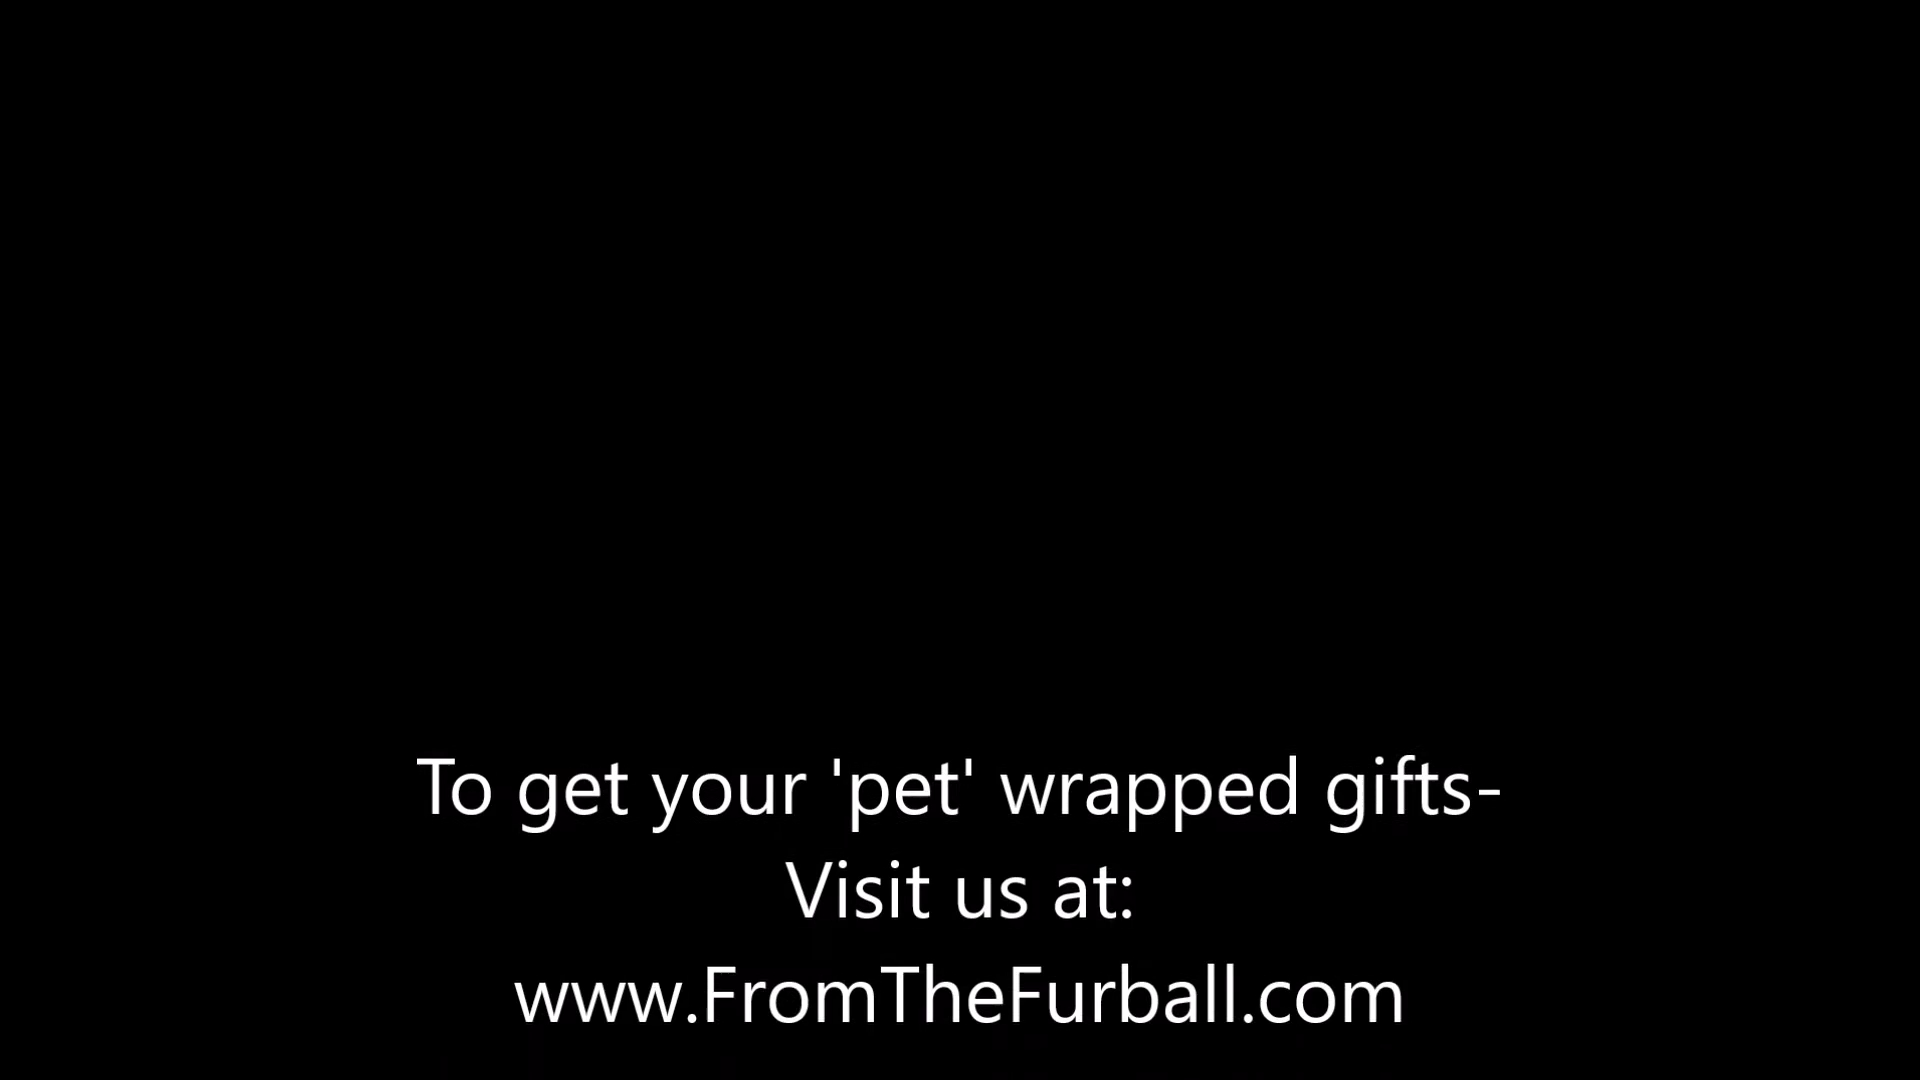 To get your 'pet' wrapped gifts-
Visit us at:
www.FromTheFurball.com